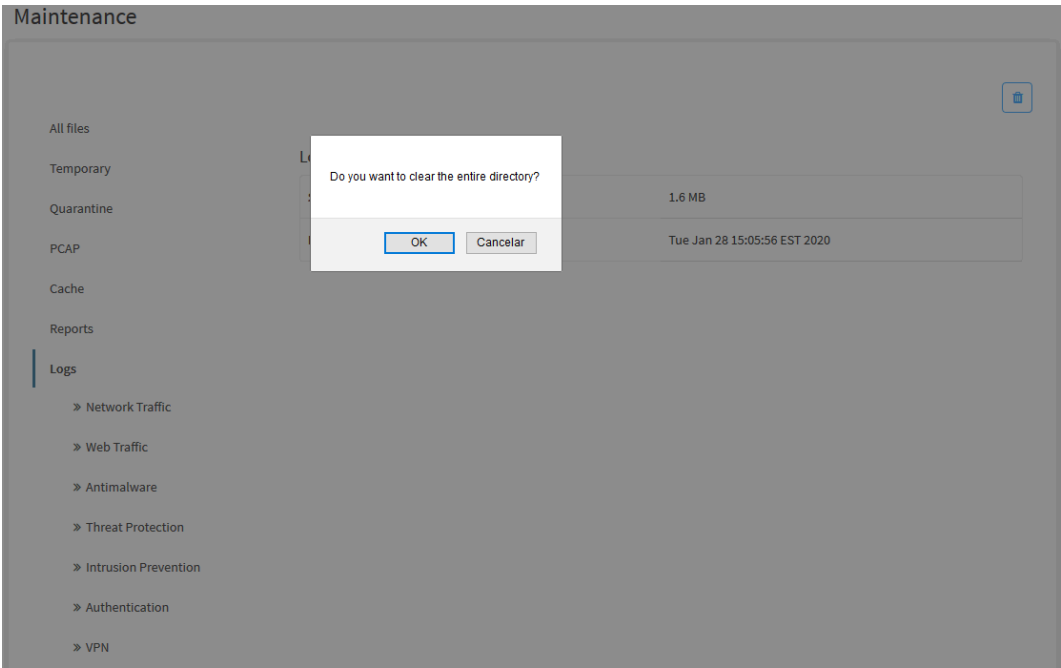 Maintenance
All files
Temporary
Quarantine
PCAP
Cache
Reports
Logs
Network Traffic
Web Traffic
Antimalware
Threat Protection
Intrusion Prevention
Authentication
VPN
Do you want to clear the entire directory?
OK Cancelar
1.6 MB
Tue Jan 28 15:05:56 EST 2020